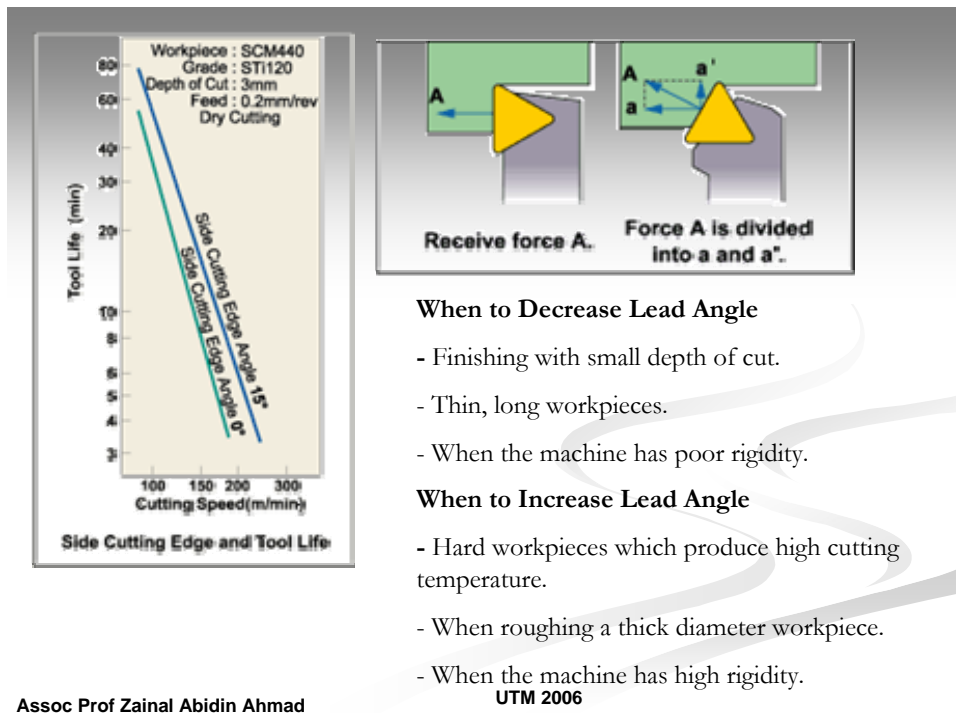 Workpiece : SCM440
Grade : STi120
Depth of Cut : 3mm
Feed : 0.2mm/rev
Dry Cutting
80
60
40
30
20
10
8
6
5
4
3
Tool Life (min)
Side Cutting Edge Angle 15°
Side Cutting Edge Angle 0°
100 150 200 300
Cutting Speed(m/min)
Side Cutting Edge and Tool Life
A
Receive force A.
A a'
a
Force A is divided
into a and a".
When to Decrease Lead Angle
- Finishing with small depth of cut.
- Thin, long workpieces.
- When the machine has poor rigidity.
When to Increase Lead Angle
- Hard workpieces which produce high cutting
temperature.
- When roughing a thick diameter workpiece.
- When the machine has high rigidity.
Assoc Prof Zainal Abidin Ahmad
UTM 2006